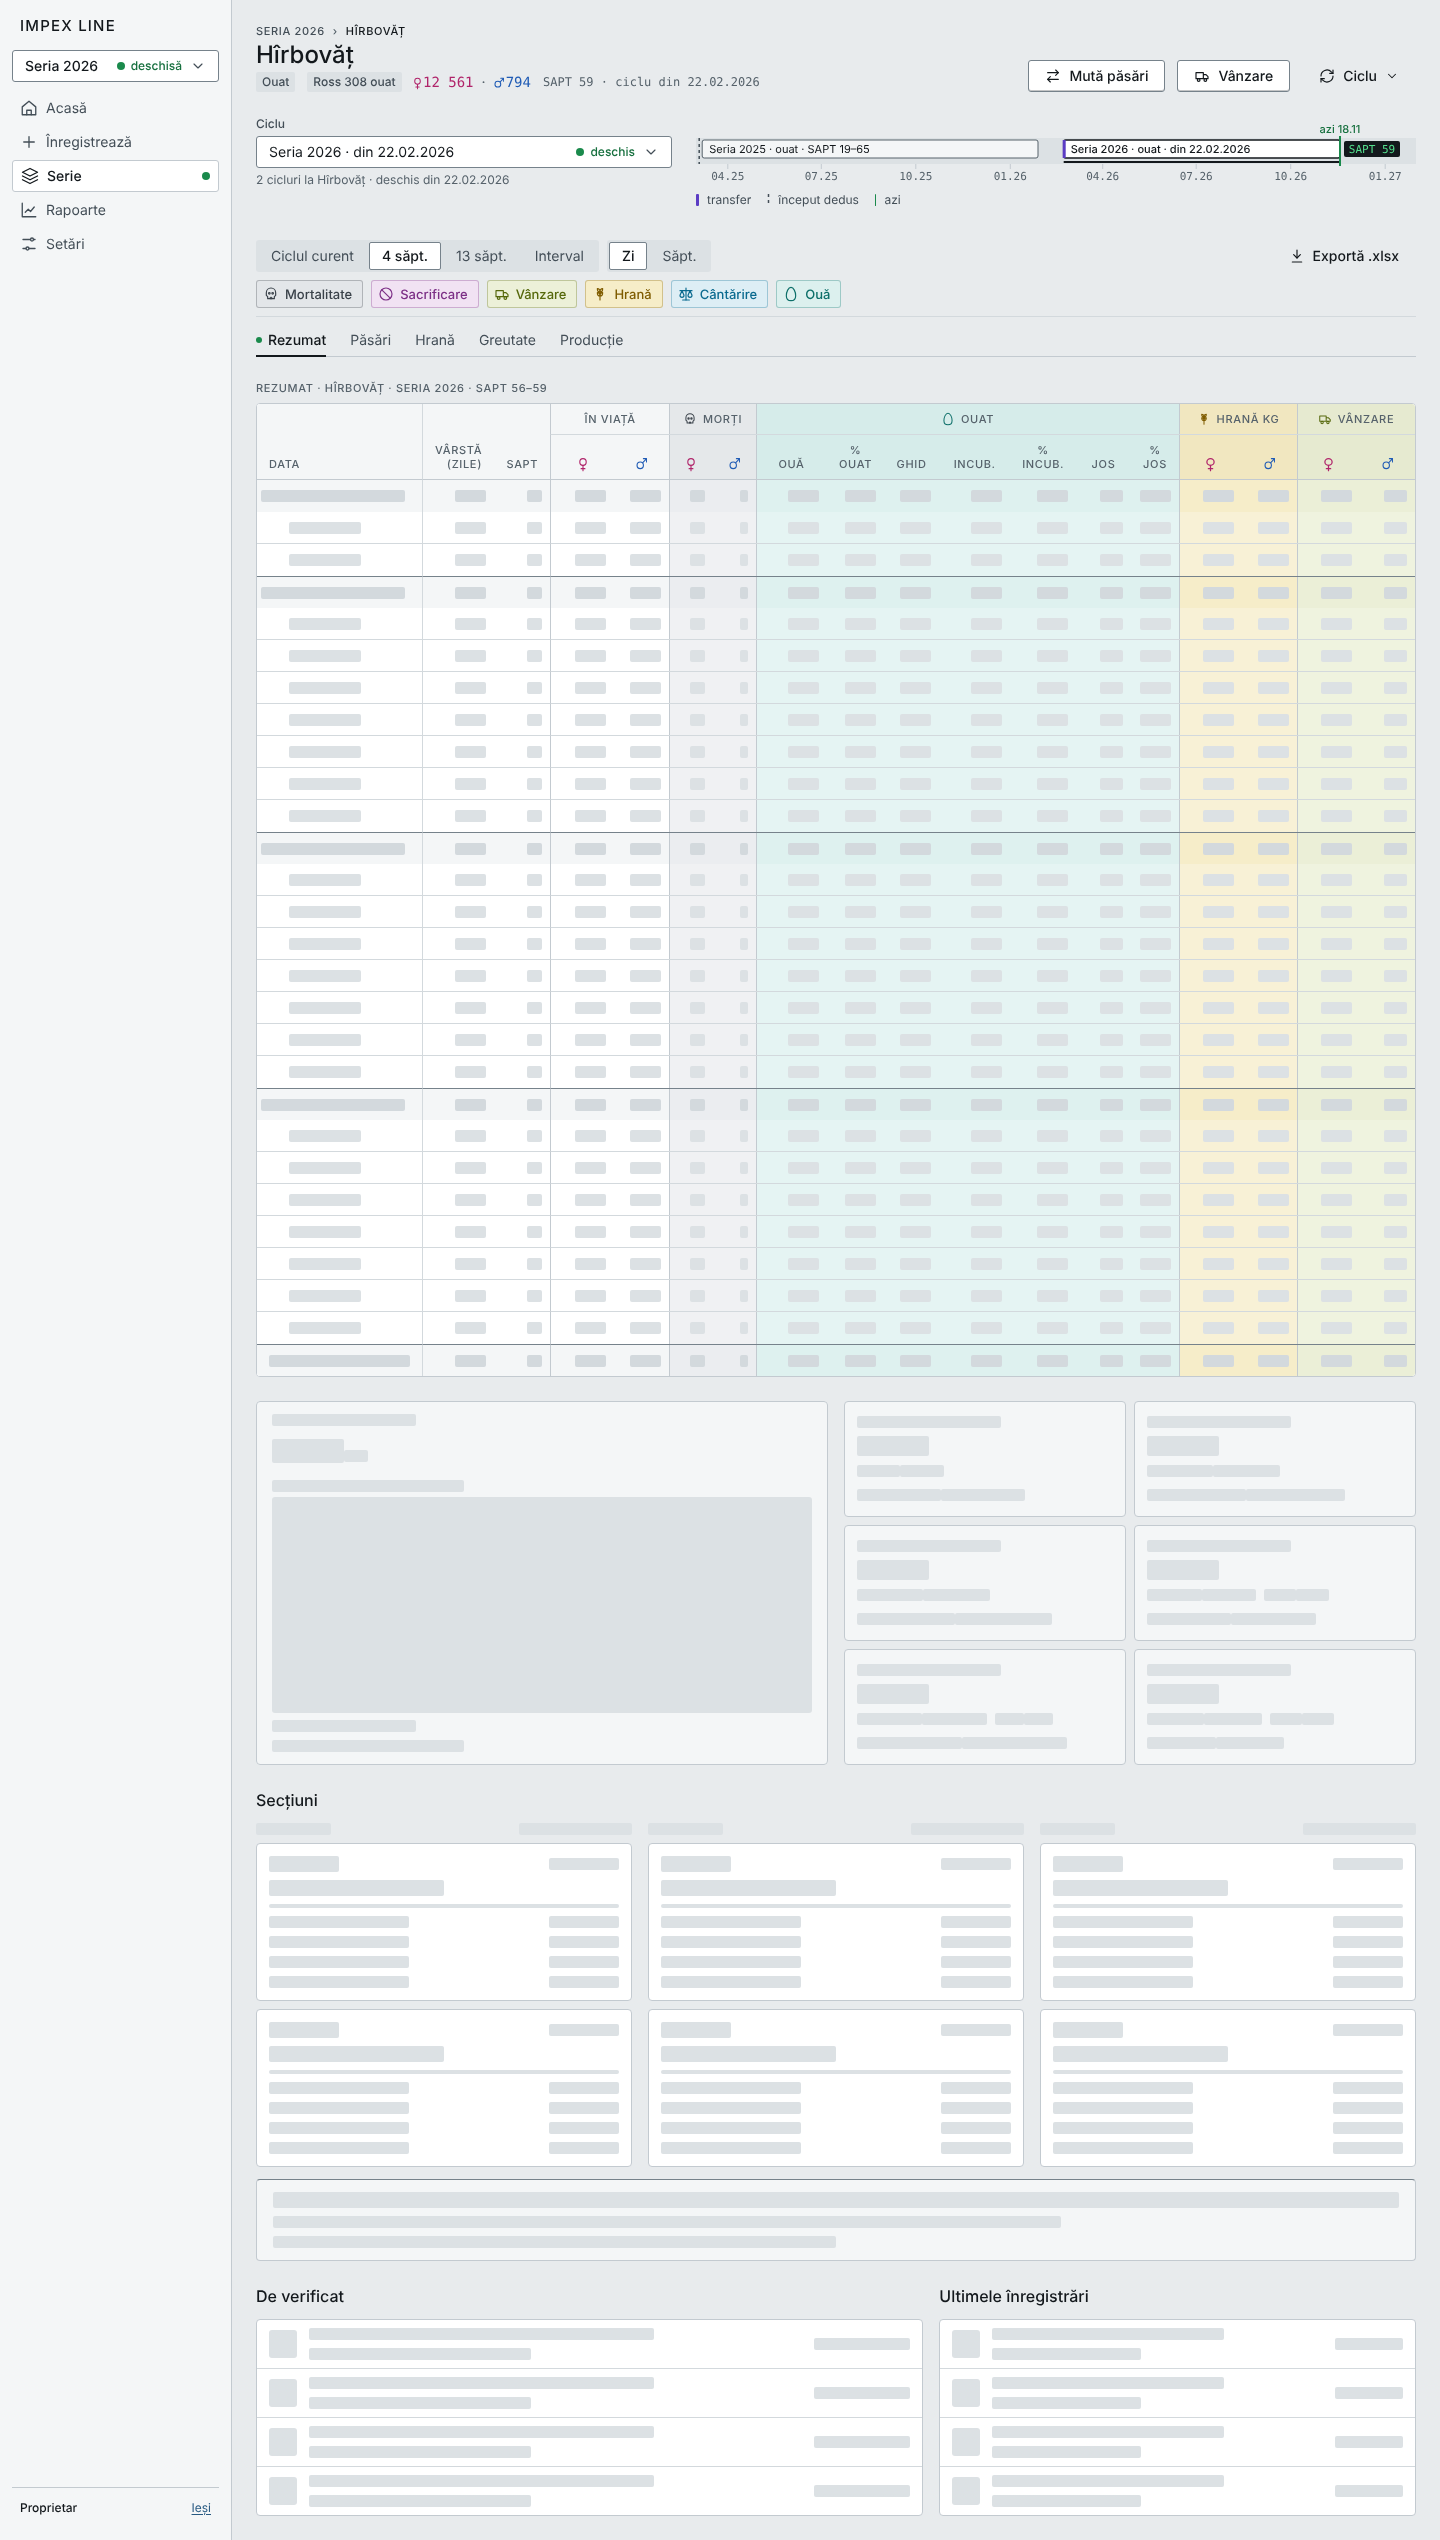 IMPEX LINE
Seria 2026 deschisă
Acasă
Înregistrează
Serie
Rapoarte
Setări
SERIA 2026 › HÎRBOVĂȚ
Hîrbovăț
Ouat Ross 308 ouat ♀12 561 · ♂794 SAPT 59 · ciclu din 22.02.2026
Mută păsări Vânzare Ciclu
Ciclu
Seria 2026 · din 22.02.2026 deschis
2 cicluri la Hîrbovăț · deschis din 22.02.2026
azi 18.11
Seria 2025 · ouat · SAPT 19–65 Seria 2026 · ouat · din 22.02.2026 SAPT 59
04.25 07.25 10.25 01.26 04.26 07.26 10.26 01.27
transfer început dedus azi
Ciclul curent 4 săpt. 13 săpt. Interval Zi Săpt. Exportă .xlsx
Mortalitate Sacrificare Vânzare Hrană Cântărire Ouă
Rezumat Păsări Hrană Greutate Producție
REZUMAT · HÎRBOVĂȚ · SERIA 2026 · SAPT 56–59
ÎN VIAȚĂ MORȚI OUAT HRANĂ KG VÂNZARE
DATA VÂRSTĂ (ZILE) SAPT ♀ ♂ ♀ ♂ OUĂ % OUAT GHID INCUB. % INCUB. JOS % JOS ♀ ♂ ♀ ♂
Secțiuni
De verificat
Ultimele înregistrări
Proprietar Ieși